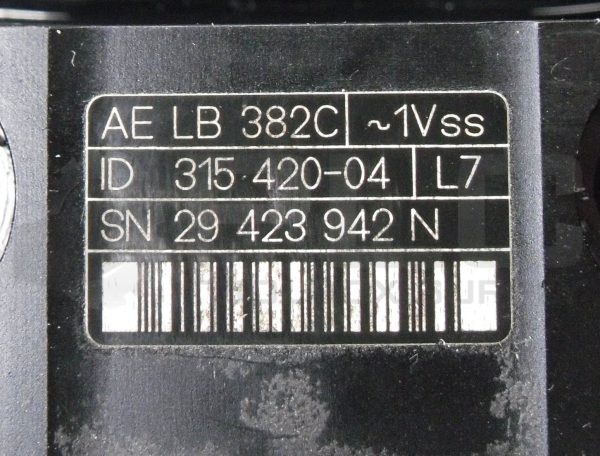 AE LB 382C ~1Vss
ID 315 420-04 L7
SN 29 423 942 N